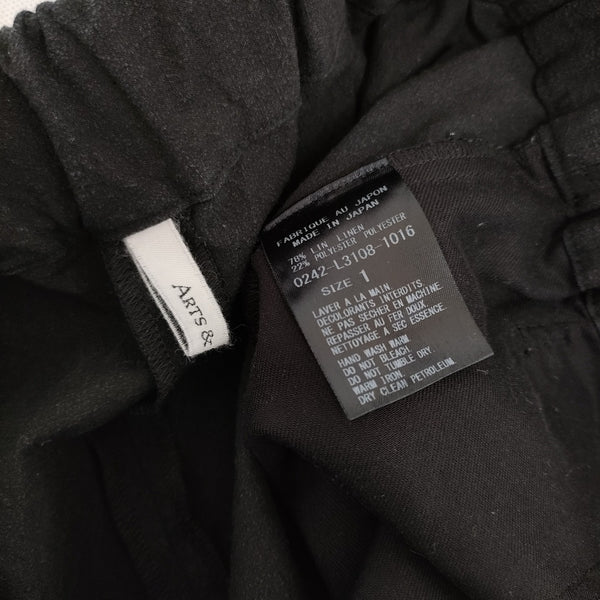 ARTS &
FABRIQUE AU JAPON
MADE IN JAPAN
78% LIN LINEN
22% POLYESTER POLYESTER
0242-L3108-1016
SIZE 1
LAVER A LA MAIN
DECOLORANTS INTERDITS
NE PAS SECHER EN MACHINE.
REPASSER AU FER DOUX
NETTOYAGE A SEC ESSENCE.
HAND WASH WARM
DO NOT BLEACH
DO NOT TUMBLE DRY.
WARM IRON.
DRY CLEAN PETROLEUM